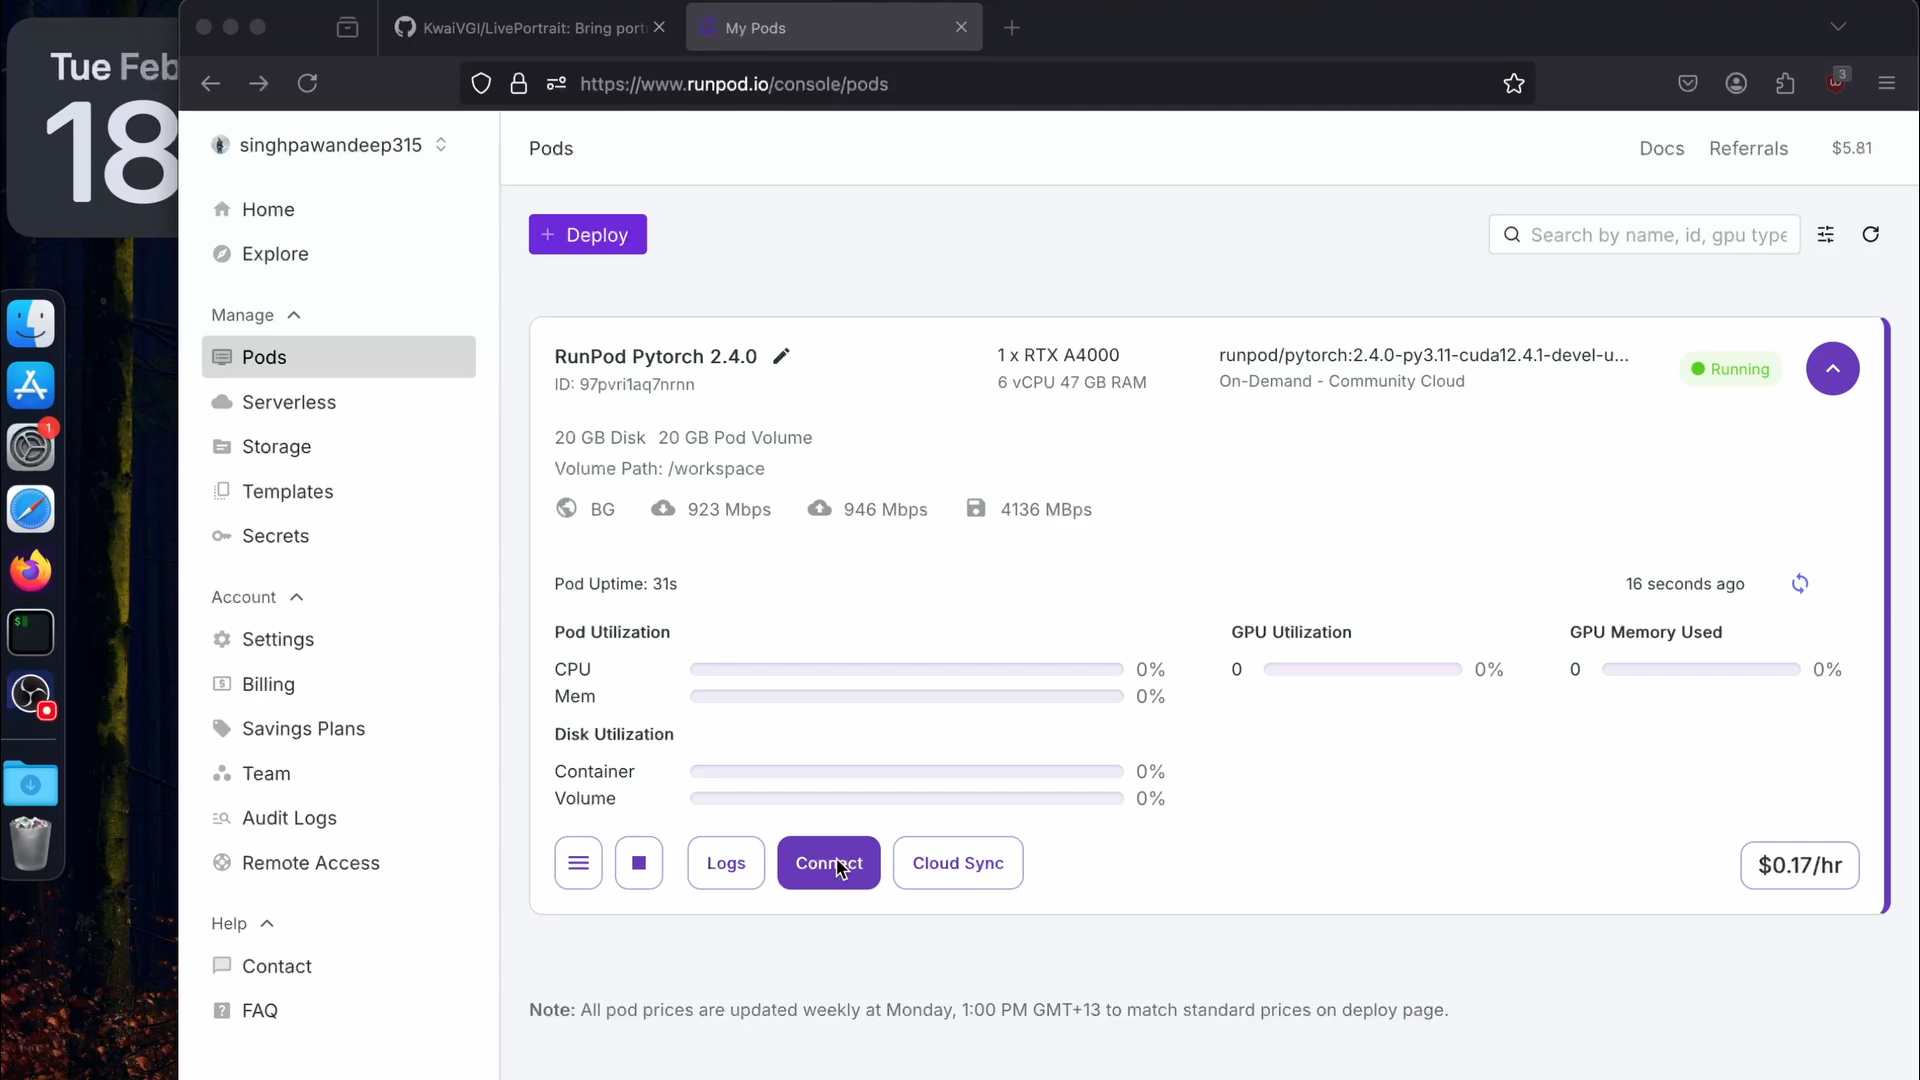 Tue Feb
18
KwaiVGI/LivePortrait: Bring port
My Pods
https://www.runpod.io/console/pods
3
singhpawandeep315
Home
Explore
Manage
Pods
Serverless
Storage
Templates
Secrets
Account
Settings
Billing
Savings Plans
Team
Audit Logs
Remote Access
Help
Contact
FAQ
1
Pods
Docs
Referrals
$5.81
+ Deploy
Search by name, id, gpu type
RunPod Pytorch 2.4.0
ID: 97pvri1aq7nrnn
1 x RTX A4000
6 vCPU 47 GB RAM
runpod/pytorch:2.4.0-py3.11-cuda12.4.1-devel-u...
On-Demand - Community Cloud
Running
20 GB Disk 20 GB Pod Volume
Volume Path: /workspace
BG
923 Mbps
946 Mbps
4136 MBps
Pod Uptime: 31s
16 seconds ago
Pod Utilization
GPU Utilization
GPU Memory Used
CPU 0%
0 0%
0 0%
Mem 0%
Disk Utilization
Container 0%
Volume 0%
Logs
Connect
Cloud Sync
$0.17/hr
Note: All pod prices are updated weekly at Monday, 1:00 PM GMT+13 to match standard prices on deploy page.